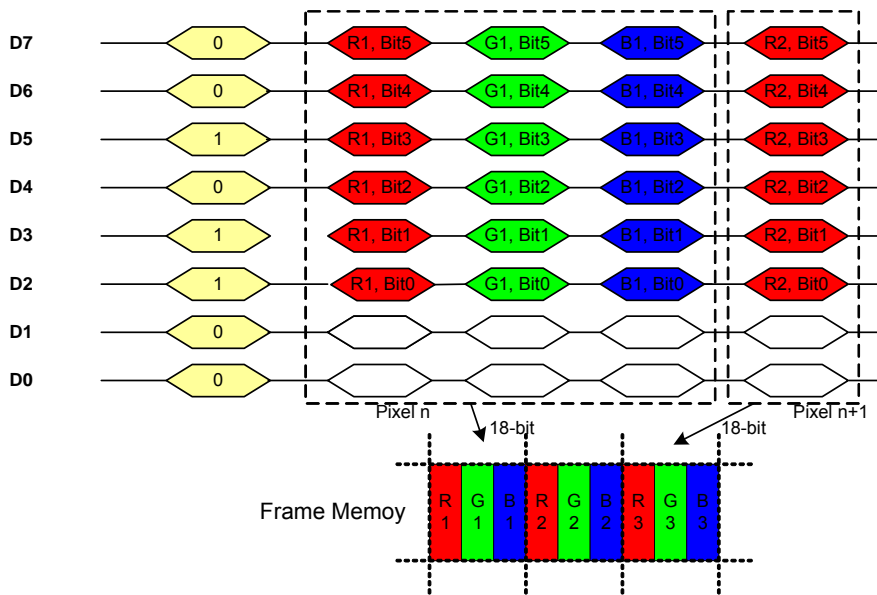 D7 0 R1, Bit5 G1, Bit5 B1, Bit5 R2, Bit5
D6 0 R1, Bit4 G1, Bit4 B1, Bit4 R2, Bit4
D5 1 R1, Bit3 G1, Bit3 B1, Bit3 R2, Bit3
D4 0 R1, Bit2 G1, Bit2 B1, Bit2 R2, Bit2
D3 1 R1, Bit1 G1, Bit1 B1, Bit1 R2, Bit1
D2 1 R1, Bit0 G1, Bit0 B1, Bit0 R2, Bit0
D1 0
D0 0
Pixel n Pixel n+1
18-bit 18-bit
Frame Memoy
R G B R G B R G B
1 1 1 2 2 2 3 3 3